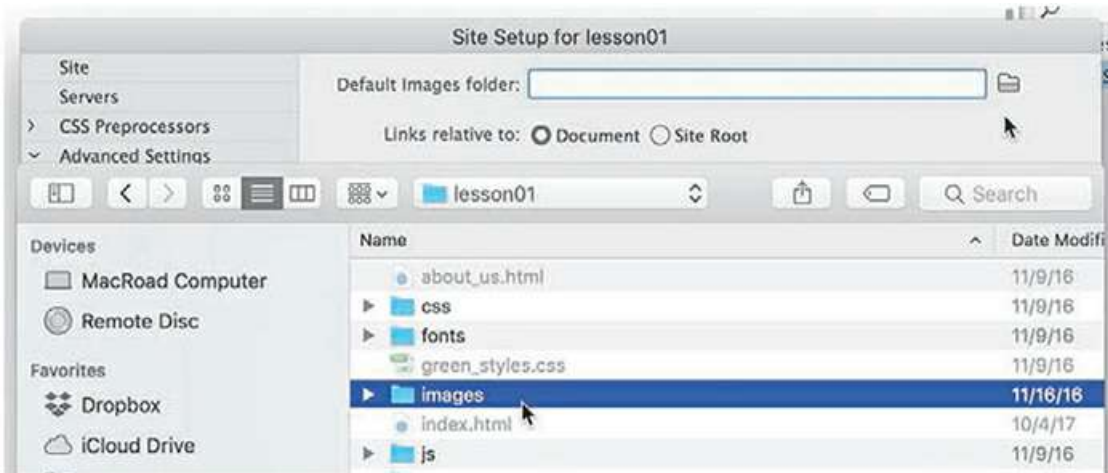 Site Setup for lesson01
Site
Servers
CSS Preprocessors
Advanced Settings
Default Images folder:
Links relative to: Document Site Root
lesson01
Search
Devices
MacRoad Computer
Remote Disc
Favorites
Dropbox
iCloud Drive
Name Date Modifi
about_us.html 11/9/16
css 11/9/16
fonts 11/9/16
green_styles.css 11/9/16
images 11/16/16
index.html 10/4/17
js 11/9/16